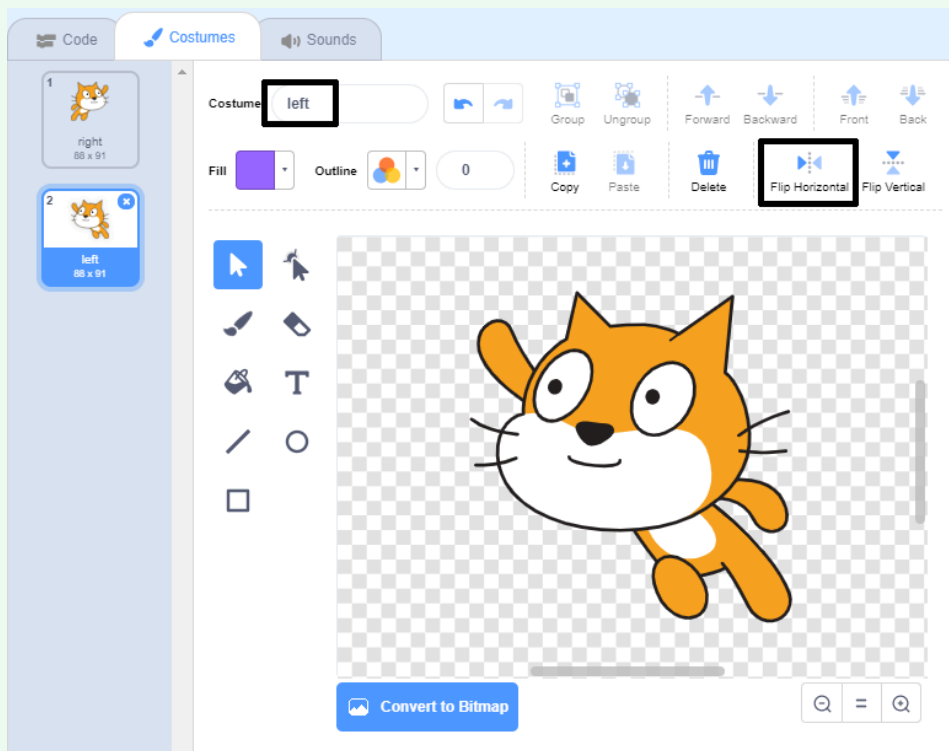 Code
Costumes
Sounds
1
right
88 x 91
2
left
88 x 91
Costume
left
Group
Ungroup
Forward
Backward
Front
Back
Fill
Outline
0
Copy
Paste
Delete
Flip Horizontal
Flip Vertical
T
Convert to Bitmap
=